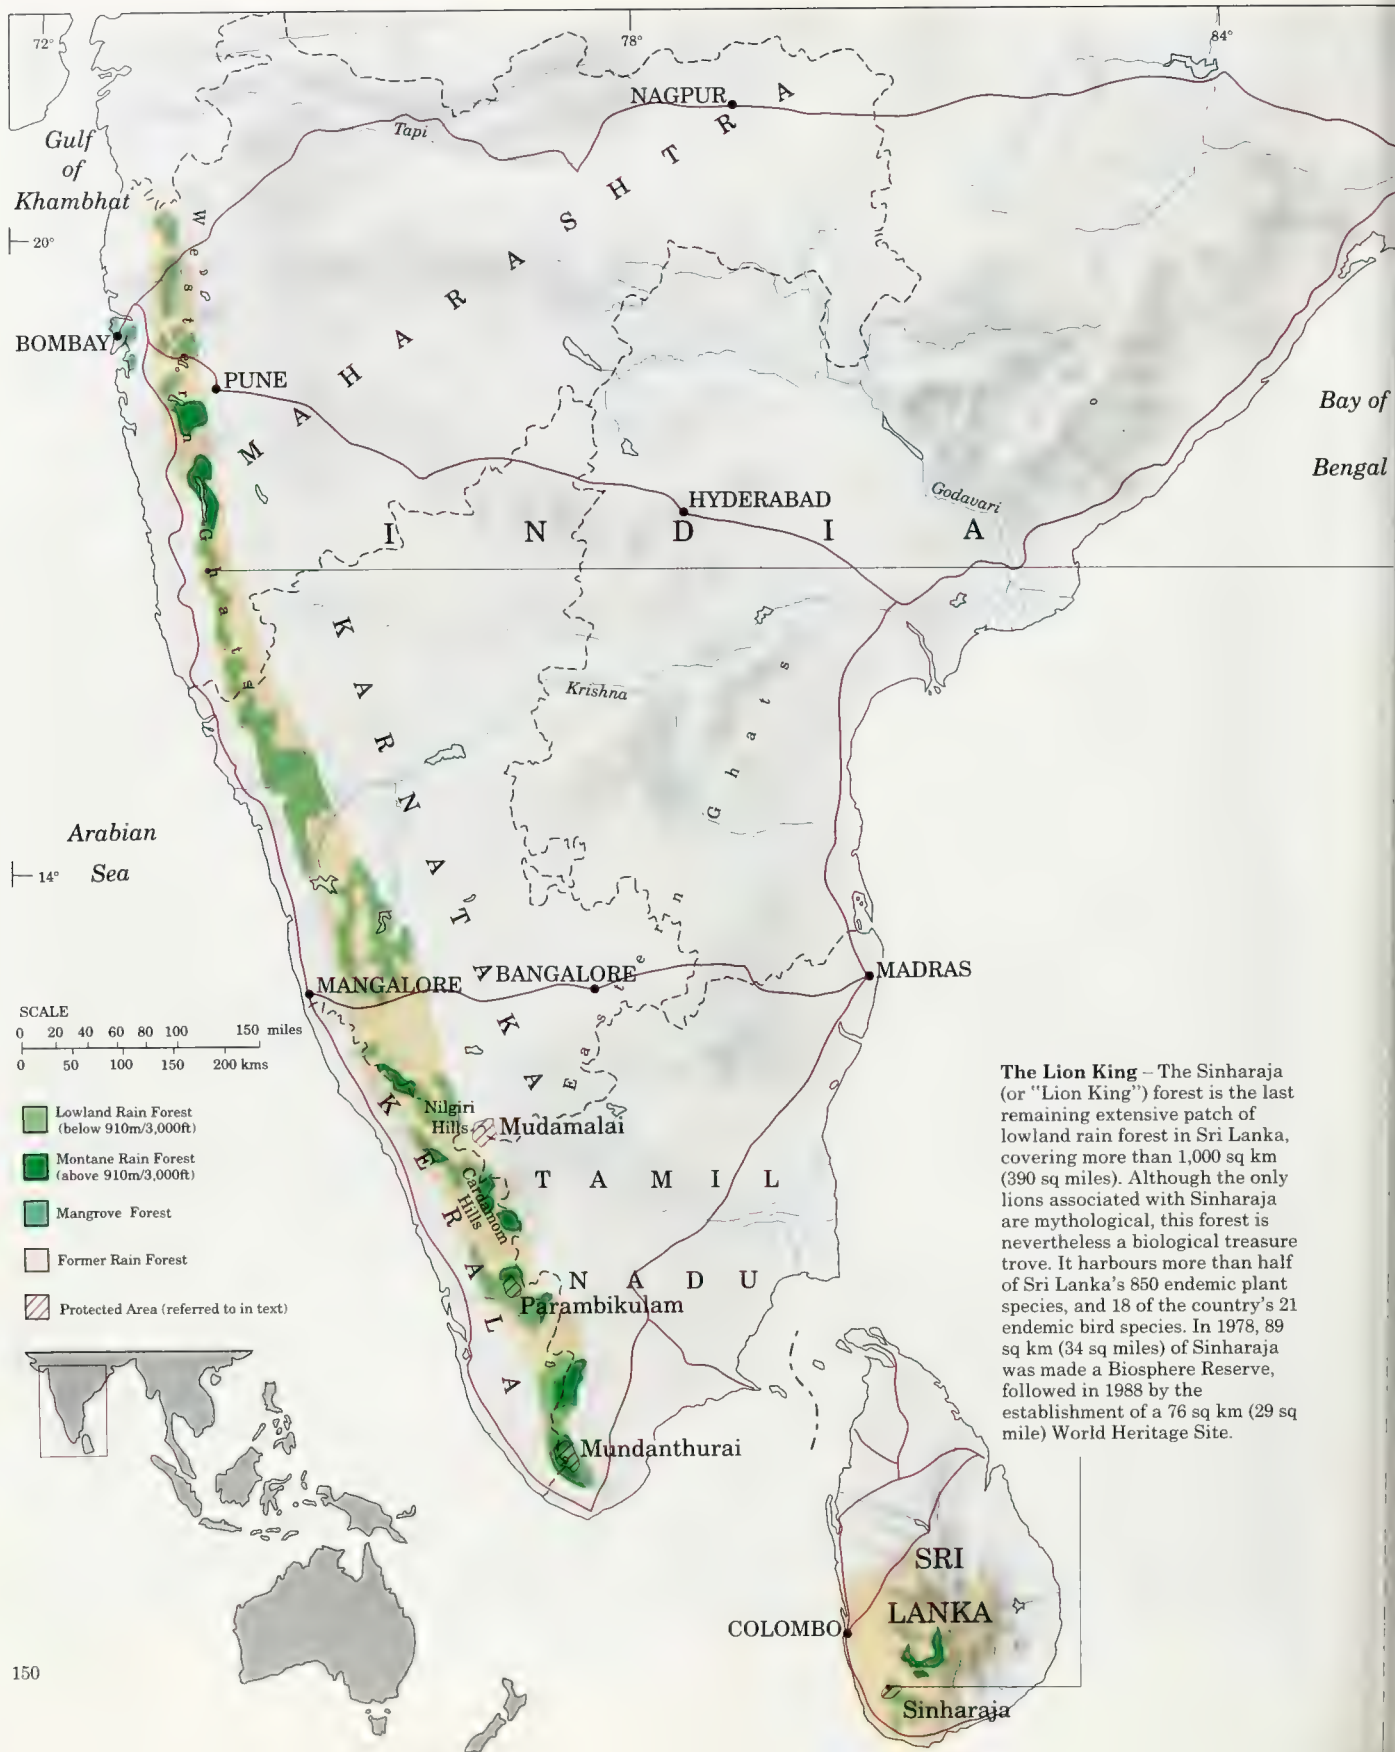 72°
78°
84°
NAGPUR
Tapi
Gulf
of
Khambhat
20°
MAHARASHTRA
Western Ghats
BOMBAY
PUNE
Bay of
Bengal
HYDERABAD
Godavari
INDIA
KARNATAKA
Krishna
Eastern Ghats
Arabian
Sea
14°
MANGALORE
BANGALORE
MADRAS
SCALE
0 20 40 60 80 100 150 miles
0 50 100 150 200 kms
Lowland Rain Forest
(below 910m/3,000ft)
Montane Rain Forest
(above 910m/3,000ft)
Mangrove Forest
Former Rain Forest
Protected Area (referred to in text)
KERALA
Nilgiri
Hills
Mudamalai
Cardamom
Hills
TAMIL
NADU
Parambikulam
Mundanthurai
The Lion King – The Sinharaja
(or "Lion King") forest is the last
remaining extensive patch of
lowland rain forest in Sri Lanka,
covering more than 1,000 sq km
(390 sq miles). Although the only
lions associated with Sinharaja
are mythological, this forest is
nevertheless a biological treasure
trove. It harbours more than half
of Sri Lanka's 850 endemic plant
species, and 18 of the country's 21
endemic bird species. In 1978, 89
sq km (34 sq miles) of Sinharaja
was made a Biosphere Reserve,
followed in 1988 by the
establishment of a 76 sq km (29 sq
mile) World Heritage Site.
SRI
LANKA
COLOMBO
Sinharaja
150